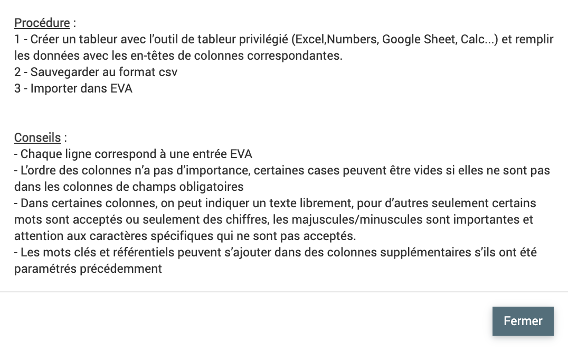 Procédure :
1 - Créer un tableur avec l'outil de tableur privilégié (Excel,Numbers, Google Sheet, Calc...) et remplir
les données avec les en-têtes de colonnes correspondantes.
2 - Sauvegarder au format csv
3 - Importer dans EVA
Conseils :
- Chaque ligne correspond à une entrée EVA
- L'ordre des colonnes n'a pas d'importance, certaines cases peuvent être vides si elles ne sont pas
dans les colonnes de champs obligatoires
- Dans certaines colonnes, on peut indiquer un texte librement, pour d'autres seulement certains
mots sont acceptés ou seulement des chiffres, les majuscules/minuscules sont importantes et
attention aux caractères spécifiques qui ne sont pas acceptés.
- Les mots clés et référentiels peuvent s'ajouter dans des colonnes supplémentaires s'ils ont été
paramétrés précédemment
Fermer